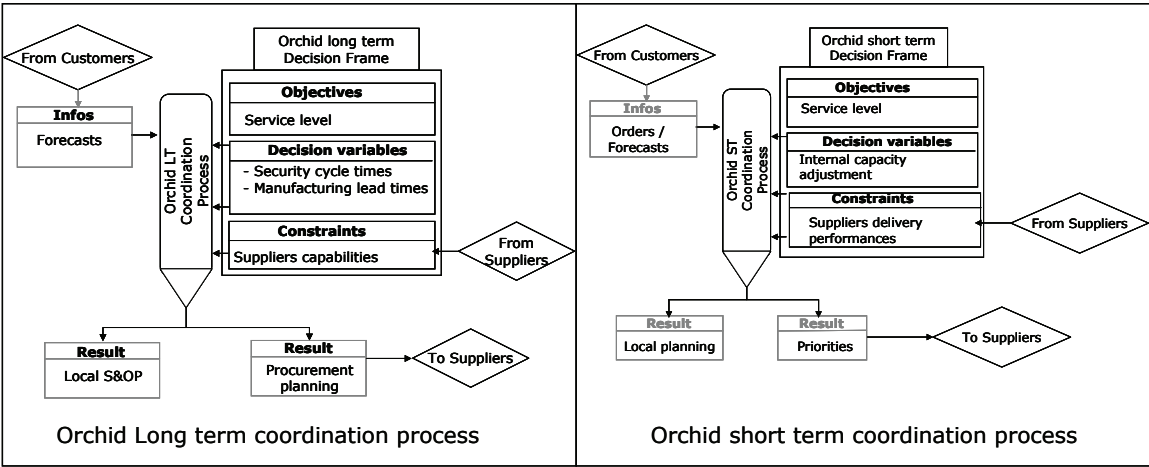 From Customers
Infos
Forecasts
Orchid LT
Coordination
Process
Orchid long term
Decision Frame
Objectives
Service level
Decision variables
- Security cycle times
- Manufacturing lead times
Constraints
Suppliers capabilities
From
Suppliers
Result
Local S&OP
Result
Procurement
planning
To Suppliers
Orchid Long term coordination process
From Customers
Infos
Orders /
Forecasts
Orchid ST
Coordination
Process
Orchid short term
Decision Frame
Objectives
Service level
Decision variables
Internal capacity
adjustment
Constraints
Suppliers delivery
performances
From Suppliers
Result
Local planning
Result
Priorities
To Suppliers
Orchid short term coordination process